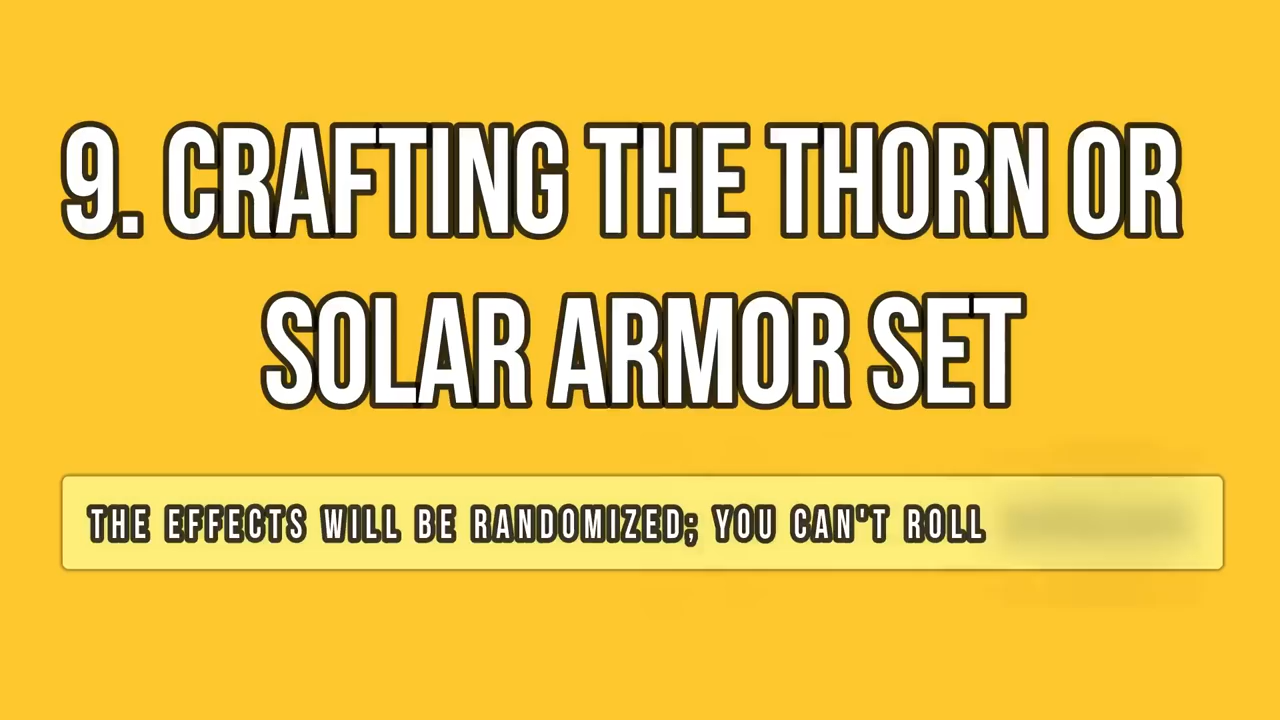 9. CRAFTING THE THORN OR
SOLAR ARMOR SET
THE EFFECTS WILL BE RANDOMIZED; YOU CAN'T ROLL